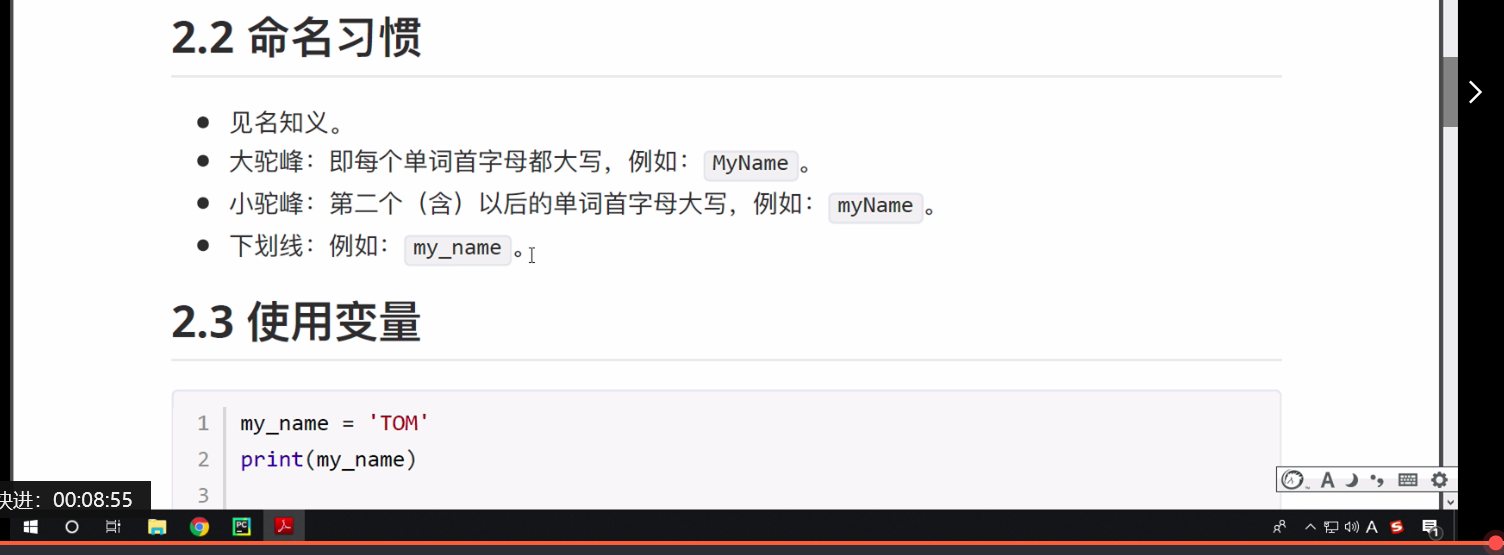 2.2 命名习惯
● 见名知义。
● 大驼峰：即每个单词首字母都大写，例如： MyName 。
● 小驼峰：第二个（含）以后的单词首字母大写，例如： myName 。
● 下划线：例如： my_name 。
2.3 使用变量
1 my_name = 'TOM'
2 print(my_name)
3
快进：00:08:55
A
PC
A
S
1